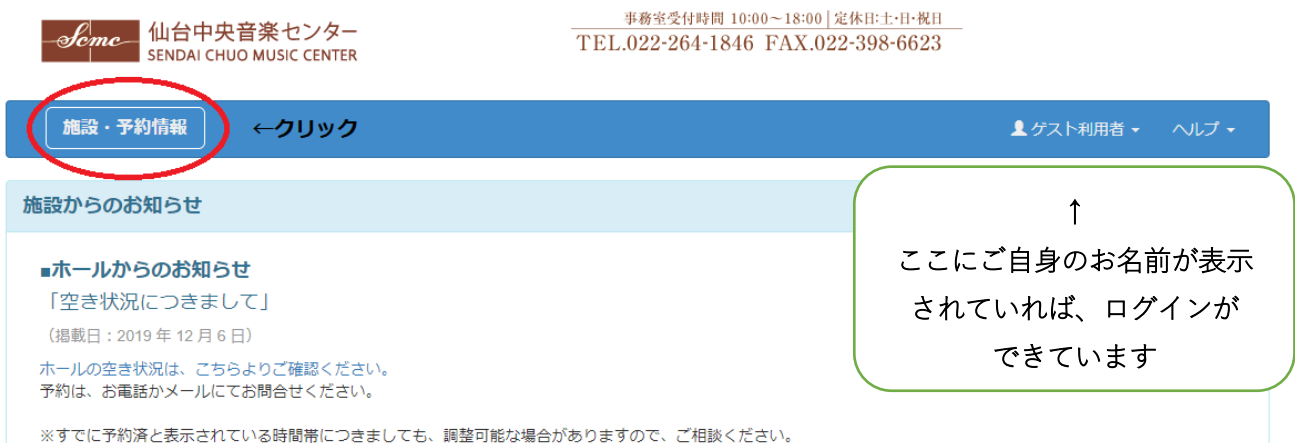 Scmc 仙台中央音楽センター
SENDAI CHUO MUSIC CENTER
事務室受付時間 10:00～18:00│定休日:土・日・祝日
TEL.022-264-1846 FAX.022-398-6623
施設・予約情報 ←クリック ゲスト利用者 ヘルプ
施設からのお知らせ
↑
ここにご自身のお名前が表示
されていれば、ログインが
できています
■ホールからのお知らせ
「空き状況につきまして」
（掲載日：2019 年 12 月 6 日）
ホールの空き状況は、こちらよりご確認ください。
予約は、お電話かメールにてお問合せください。
※すでに予約済と表示されている時間帯につきましても、調整可能な場合がありますので、ご相談ください。